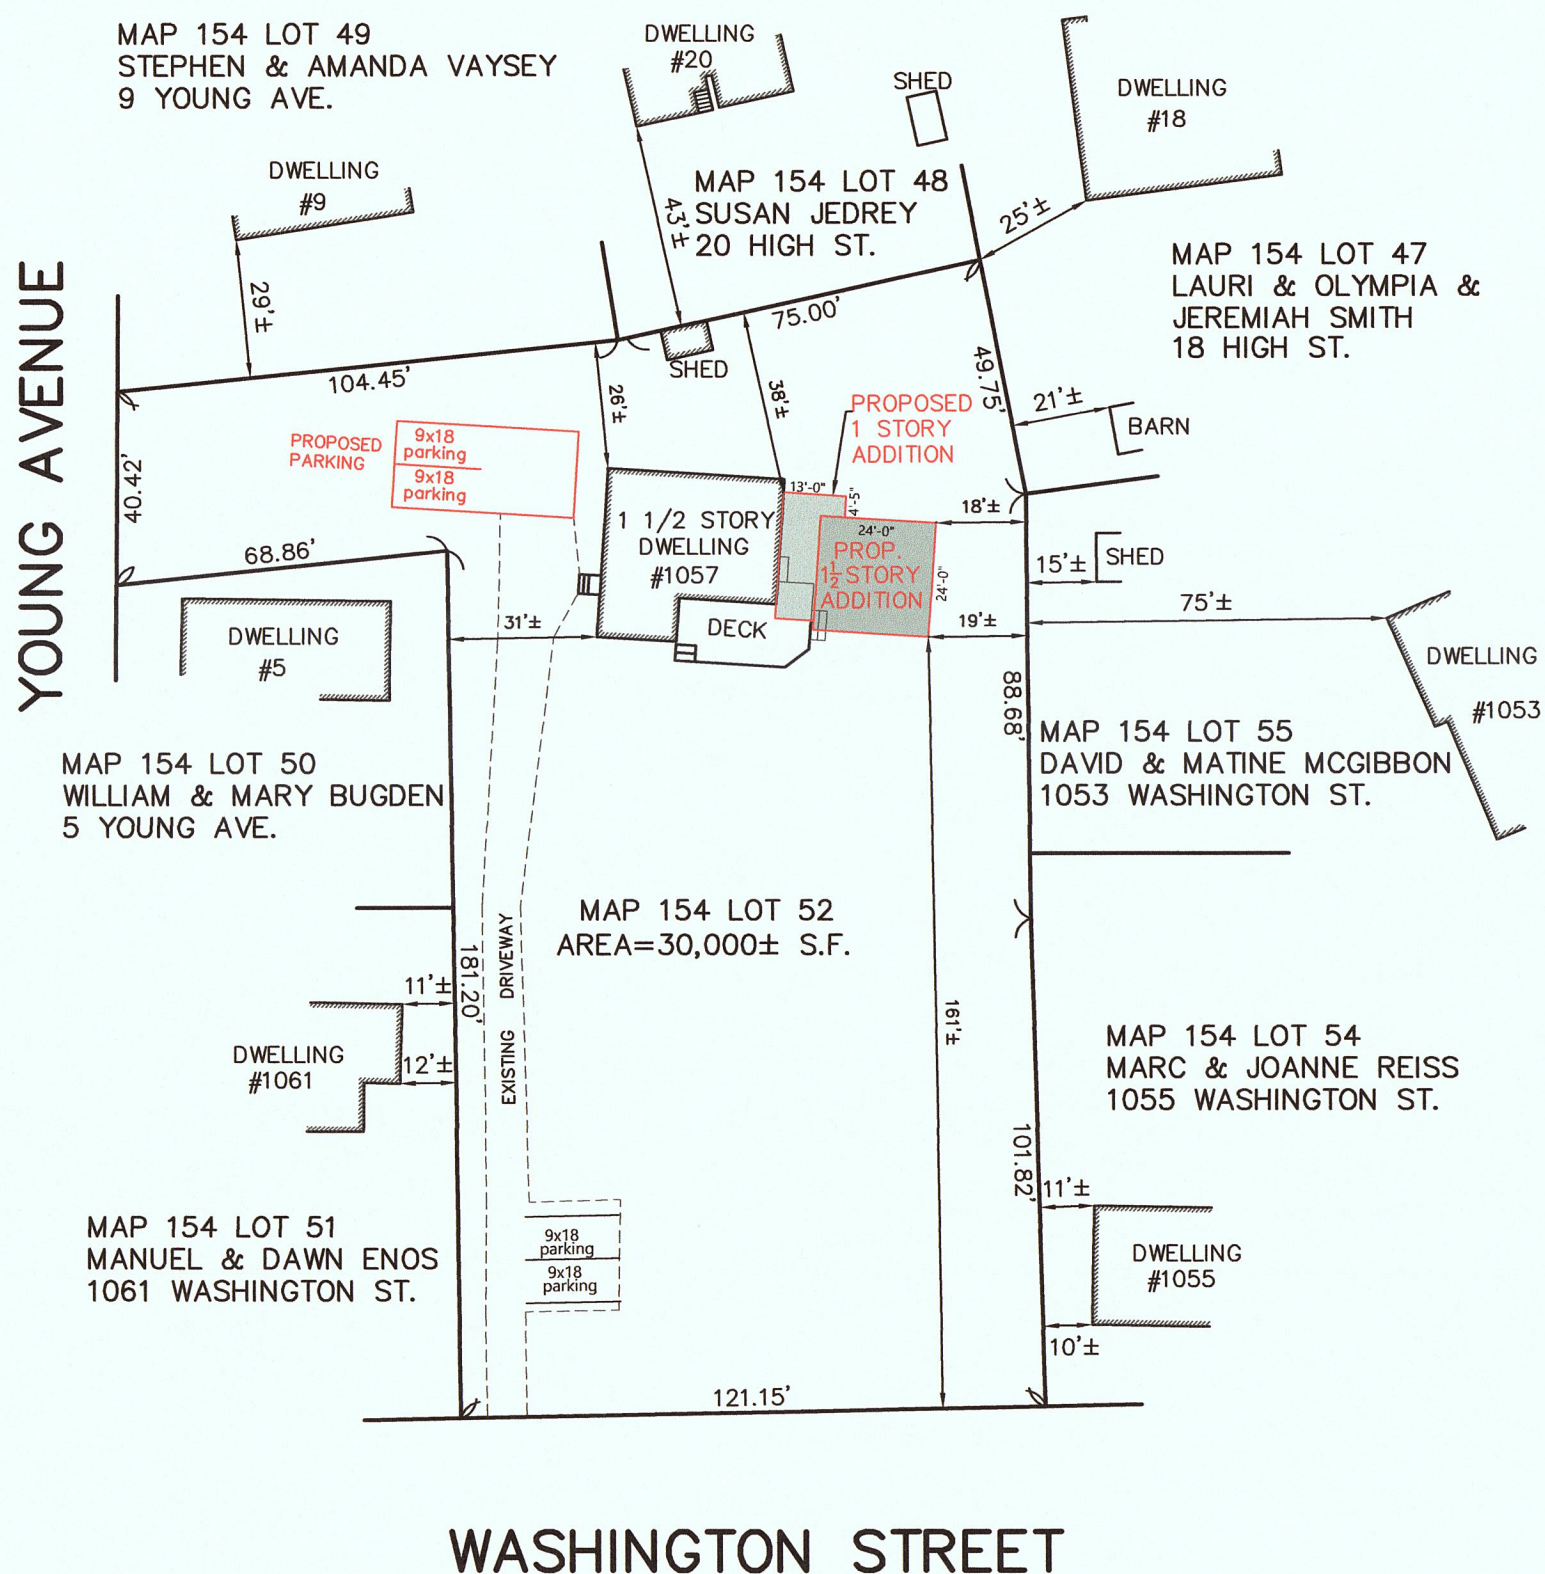 MAP 154 LOT 49
STEPHEN & AMANDA VAYSEY
9 YOUNG AVE.
DWELLING
#20
SHED
DWELLING
#18
DWELLING
#9
MAP 154 LOT 48
SUSAN JEDREY
20 HIGH ST.
43'±
25'±
MAP 154 LOT 47
LAURI & OLYMPIA &
JEREMIAH SMITH
18 HIGH ST.
YOUNG AVENUE
29'±
104.45'
75.00'
SHED
26'±
38'±
49.75'
21'±
BARN
PROPOSED
1 STORY
ADDITION
PROPOSED
PARKING
9x18
parking
9x18
parking
40.42'
68.86'
13'-0"
4'-5"
18'±
1 1/2 STORY
DWELLING
#1057
24'-0"
PROP.
1 1/2 STORY
ADDITION
24'-0"
15'±
SHED
75'±
DECK
31'±
19'±
DWELLING
#5
DWELLING
#1053
88.68'
MAP 154 LOT 55
DAVID & MATINE MCGIBBON
1053 WASHINGTON ST.
MAP 154 LOT 50
WILLIAM & MARY BUGDEN
5 YOUNG AVE.
MAP 154 LOT 52
AREA=30,000± S.F.
EXISTING DRIVEWAY
181.20'
161'±
11'±
12'±
DWELLING
#1061
MAP 154 LOT 54
MARC & JOANNE REISS
1055 WASHINGTON ST.
101.82'
11'±
MAP 154 LOT 51
MANUEL & DAWN ENOS
1061 WASHINGTON ST.
9x18
parking
9x18
parking
DWELLING
#1055
10'±
121.15'
WASHINGTON STREET